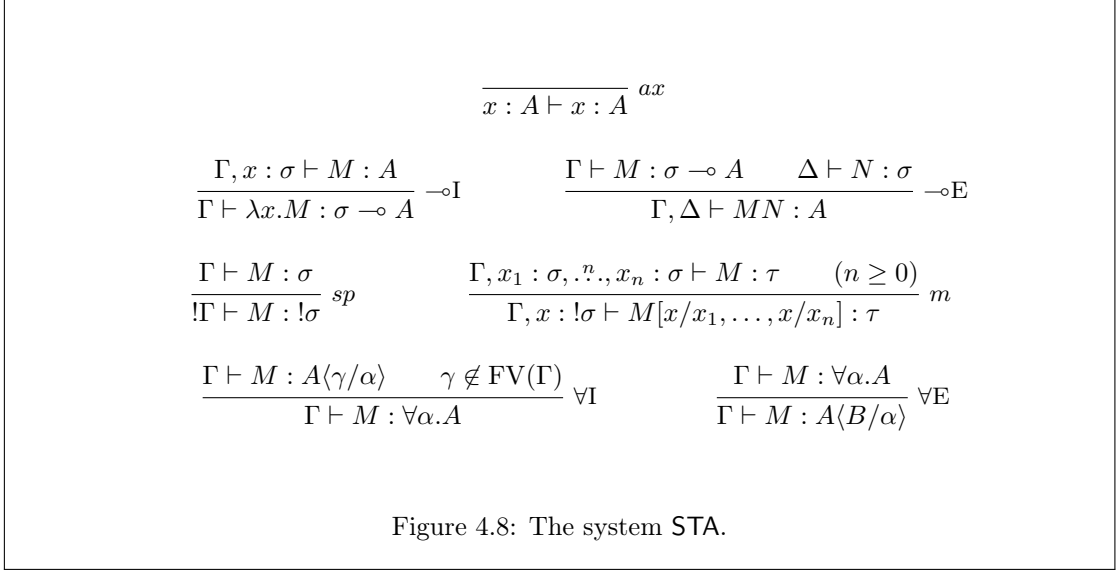 x : A ⊢ x : A ax
Γ, x : σ ⊢ M : A
Γ ⊢ λx.M : σ ⊸ A ⊸I
Γ ⊢ M : σ ⊸ A Δ ⊢ N : σ
Γ, Δ ⊢ MN : A ⊸E
Γ ⊢ M : σ
!Γ ⊢ M : !σ sp
Γ, x₁ : σ, .ⁿ., xₙ : σ ⊢ M : τ (n ≥ 0)
Γ, x : !σ ⊢ M[x/x₁, . . . , x/xₙ] : τ m
Γ ⊢ M : A⟨γ/α⟩ γ ∉ FV(Γ)
Γ ⊢ M : ∀α.A ∀I
Γ ⊢ M : ∀α.A
Γ ⊢ M : A⟨B/α⟩ ∀E
Figure 4.8: The system STA.